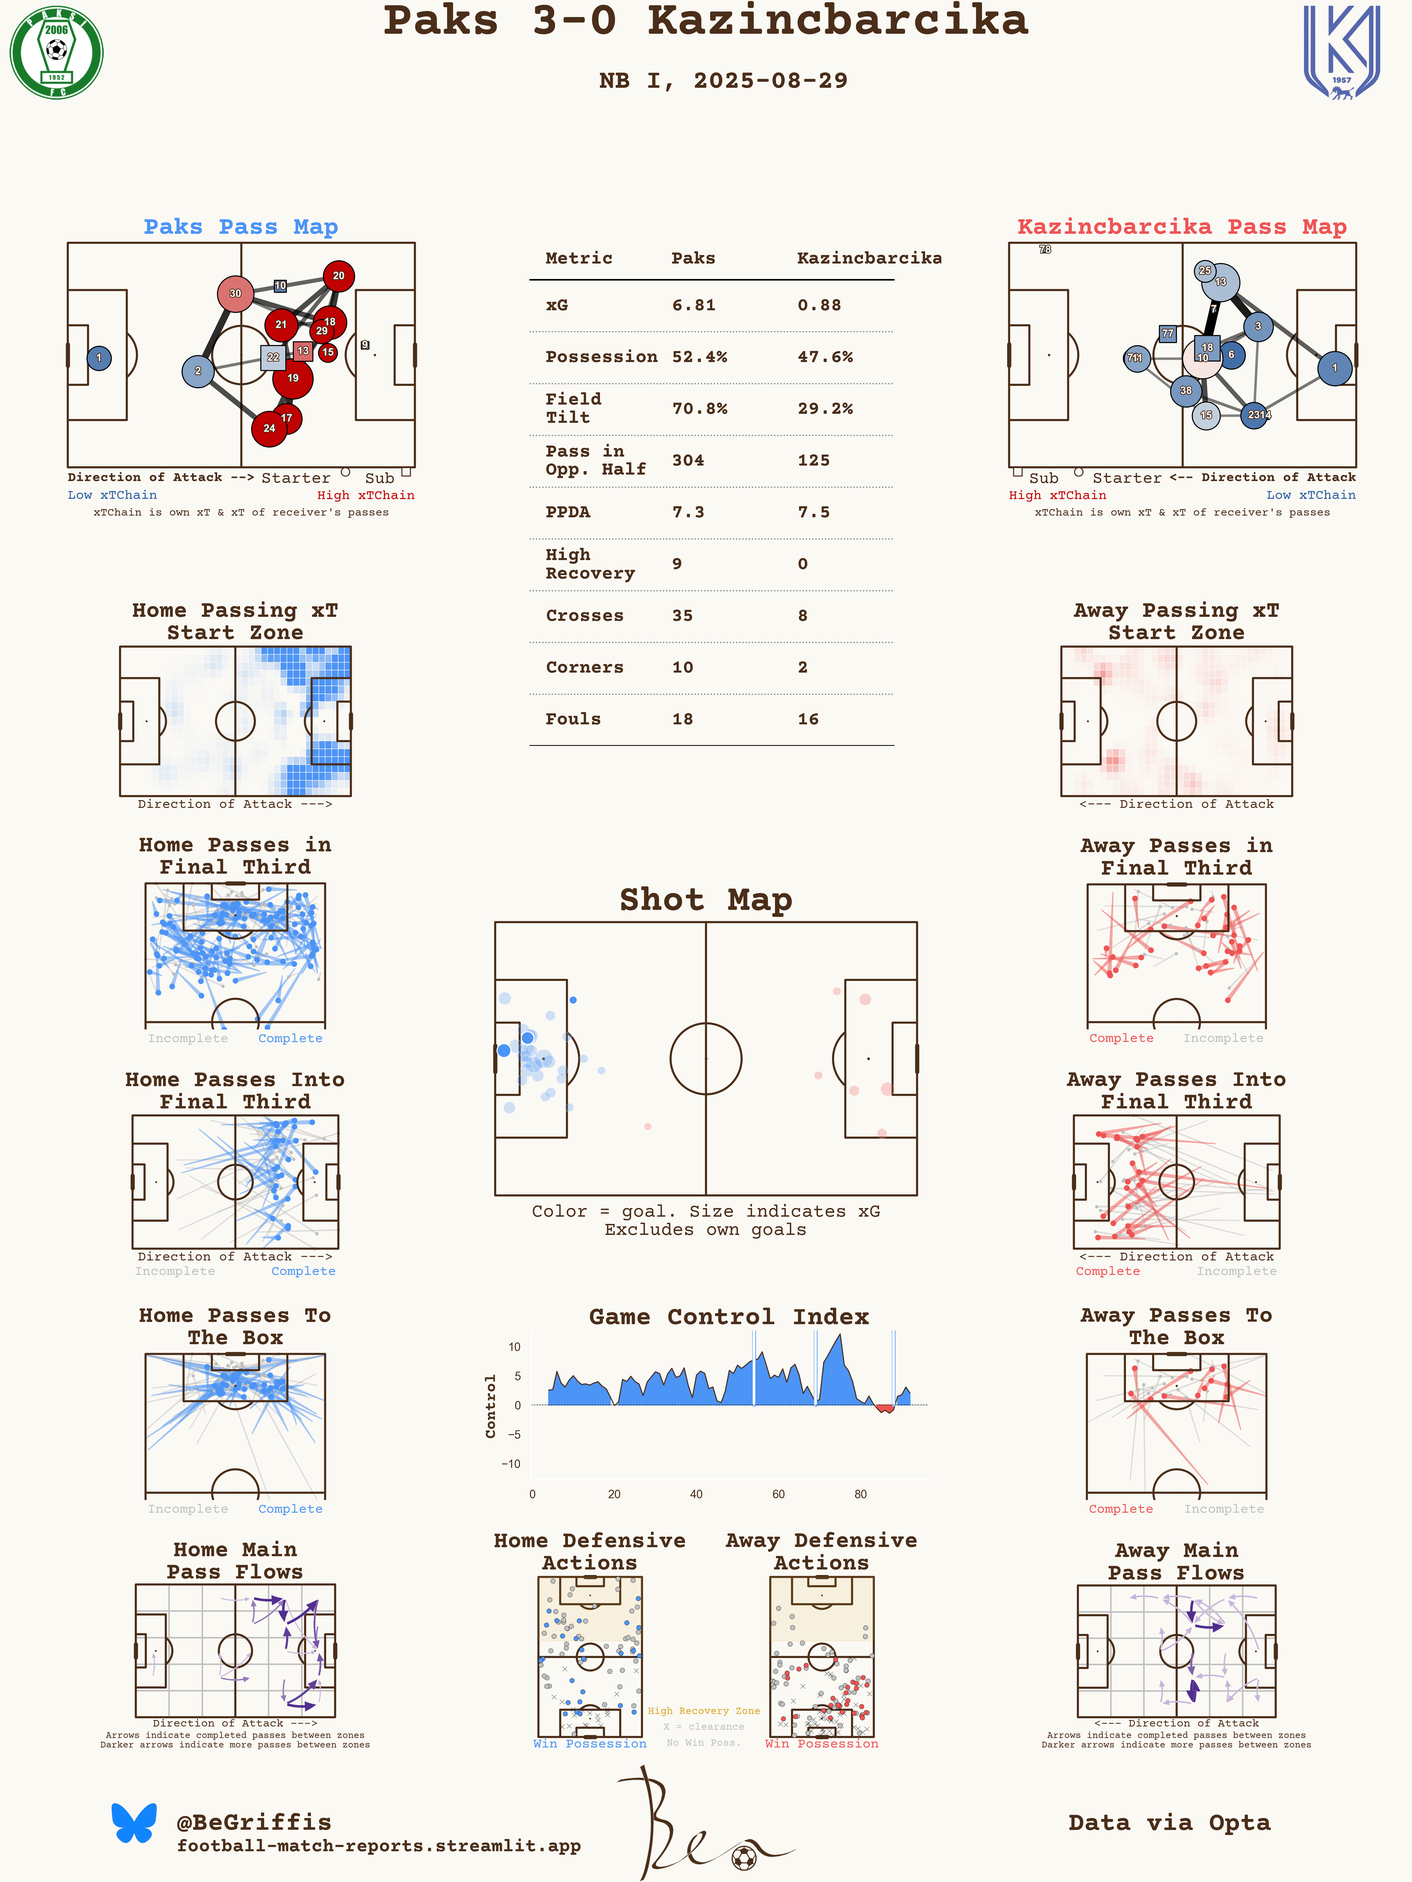 Paks 3-0 Kazincbarcika
NB I, 2025-08-29
PAKSI
2006
1952
FC
1957
Paks Pass Map
1
2
30
10
20
21
18
29
22
13
15
9
19
17
24
Direction of Attack --> Starter Sub
Low xTChain High xTChain
xTChain is own xT & xT of receiver's passes
Metric Paks Kazincbarcika
xG 6.81 0.88
Possession 52.4% 47.6%
Field
Tilt 70.8% 29.2%
Pass in
Opp. Half 304 125
PPDA 7.3 7.5
High
Recovery 9 0
Crosses 35 8
Corners 10 2
Fouls 18 16
Kazincbarcika Pass Map
78
25
13
7
77
3
18
10
6
11
1
38
15
23
14
Sub Starter <-- Direction of Attack
High xTChain Low xTChain
xTChain is own xT & xT of receiver's passes
Home Passing xT
Start Zone
Direction of Attack --->
Away Passing xT
Start Zone
<--- Direction of Attack
Home Passes in
Final Third
Incomplete Complete
Away Passes in
Final Third
Complete Incomplete
Shot Map
Color = goal. Size indicates xG
Excludes own goals
Home Passes Into
Final Third
Direction of Attack --->
Incomplete Complete
Away Passes Into
Final Third
<--- Direction of Attack
Complete Incomplete
Home Passes To
The Box
Incomplete Complete
Game Control Index
Control
10
5
0
−5
−10
0 20 40 60 80
Away Passes To
The Box
Complete Incomplete
Home Main
Pass Flows
Direction of Attack --->
Arrows indicate completed passes between zones
Darker arrows indicate more passes between zones
Home Defensive
Actions
Win Possession
Away Defensive
Actions
Win Possession
High Recovery Zone
X = clearance
No Win Poss.
Away Main
Pass Flows
<--- Direction of Attack
Arrows indicate completed passes between zones
Darker arrows indicate more passes between zones
@BeGriffis
football-match-reports.streamlit.app
Ben
Data via Opta